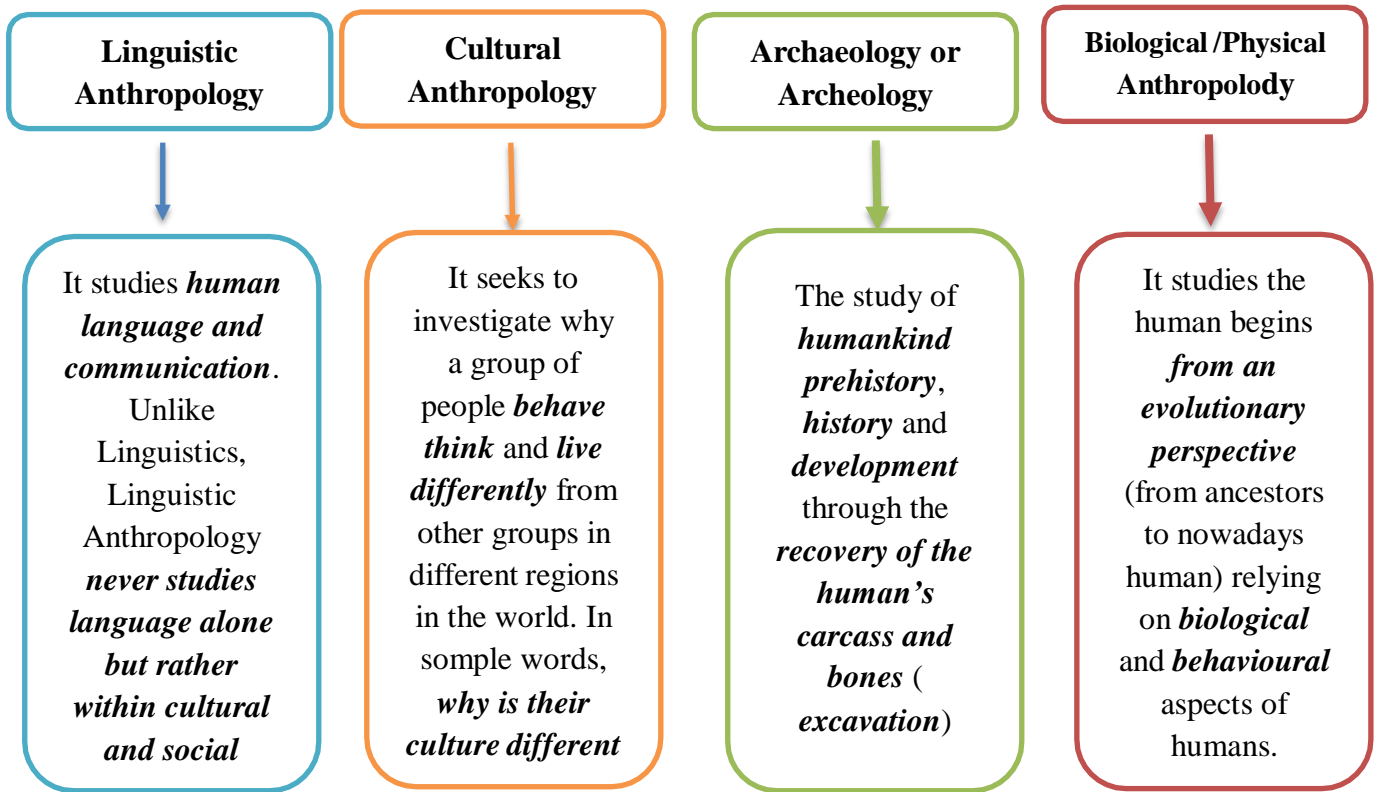 Linguistic
Anthropology
Cultural
Anthropology
Archaeology or
Archeology
Biological /Physical
Anthropolody
It studies human
language and
communication.
Unlike
Linguistics,
Linguistic
Anthropology
never studies
language alone
but rather
within cultural
and social
It seeks to
investigate why
a group of
people behave
think and live
differently from
other groups in
different regions
in the world. In
somple words,
why is their
culture different
The study of
humankind
prehistory,
history and
development
through the
recovery of the
human’s
carcass and
bones (
excavation)
It studies the
human begins
from an
evolutionary
perspective
(from ancestors
to nowadays
human) relying
on biological
and behavioural
aspects of
humans.